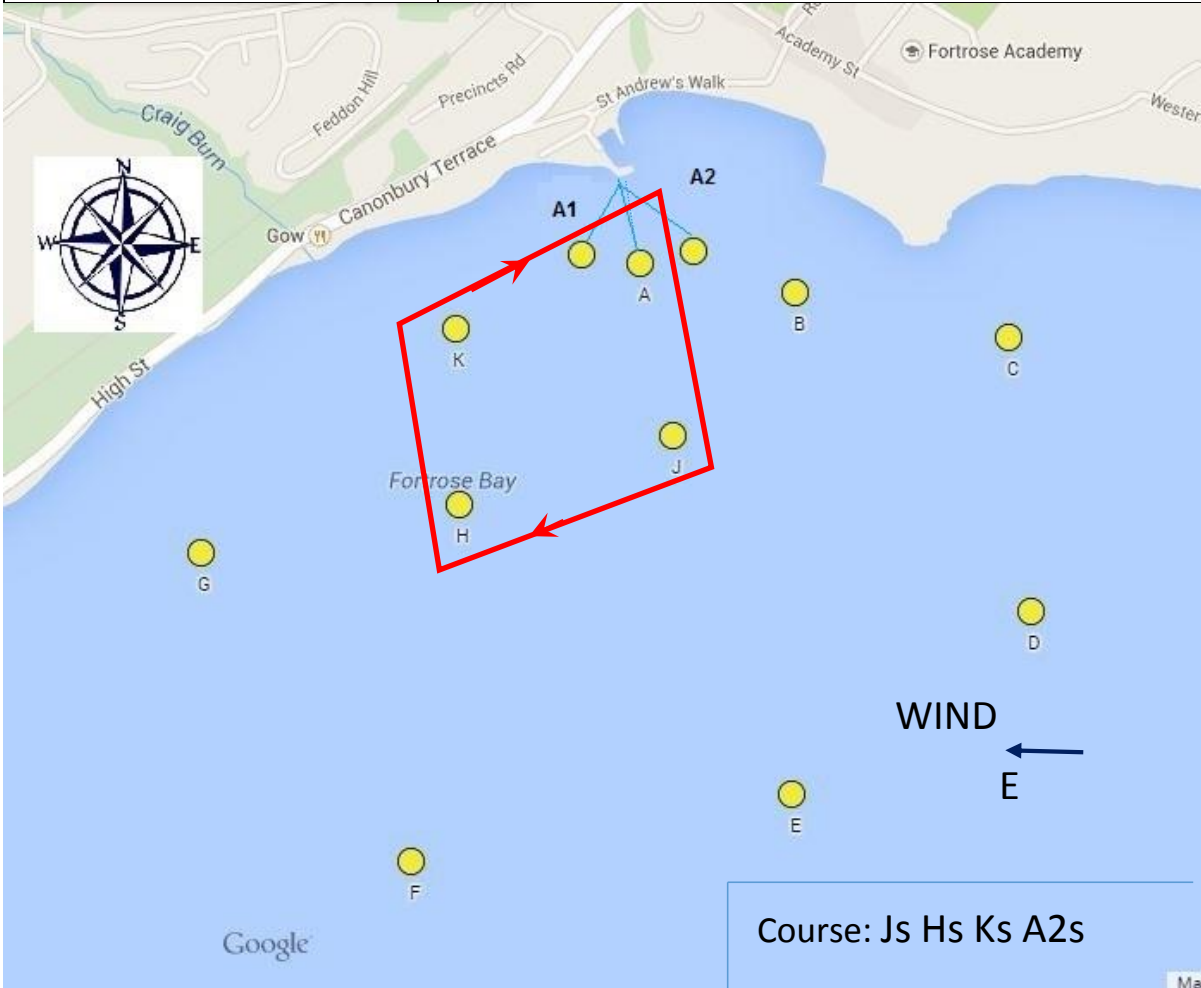 Academy St
Fortrose Academy
Precincts Rd
St Andrew's Walk
Feddon Hill
Wester
Craig Burn
Canonbury Terrace
N
W
E
S
A1
A2
Gow
A
B
High St
K
C
J
Fortrose Bay
H
G
D
WIND
E
E
F
Google
Course: Js Hs Ks A2s